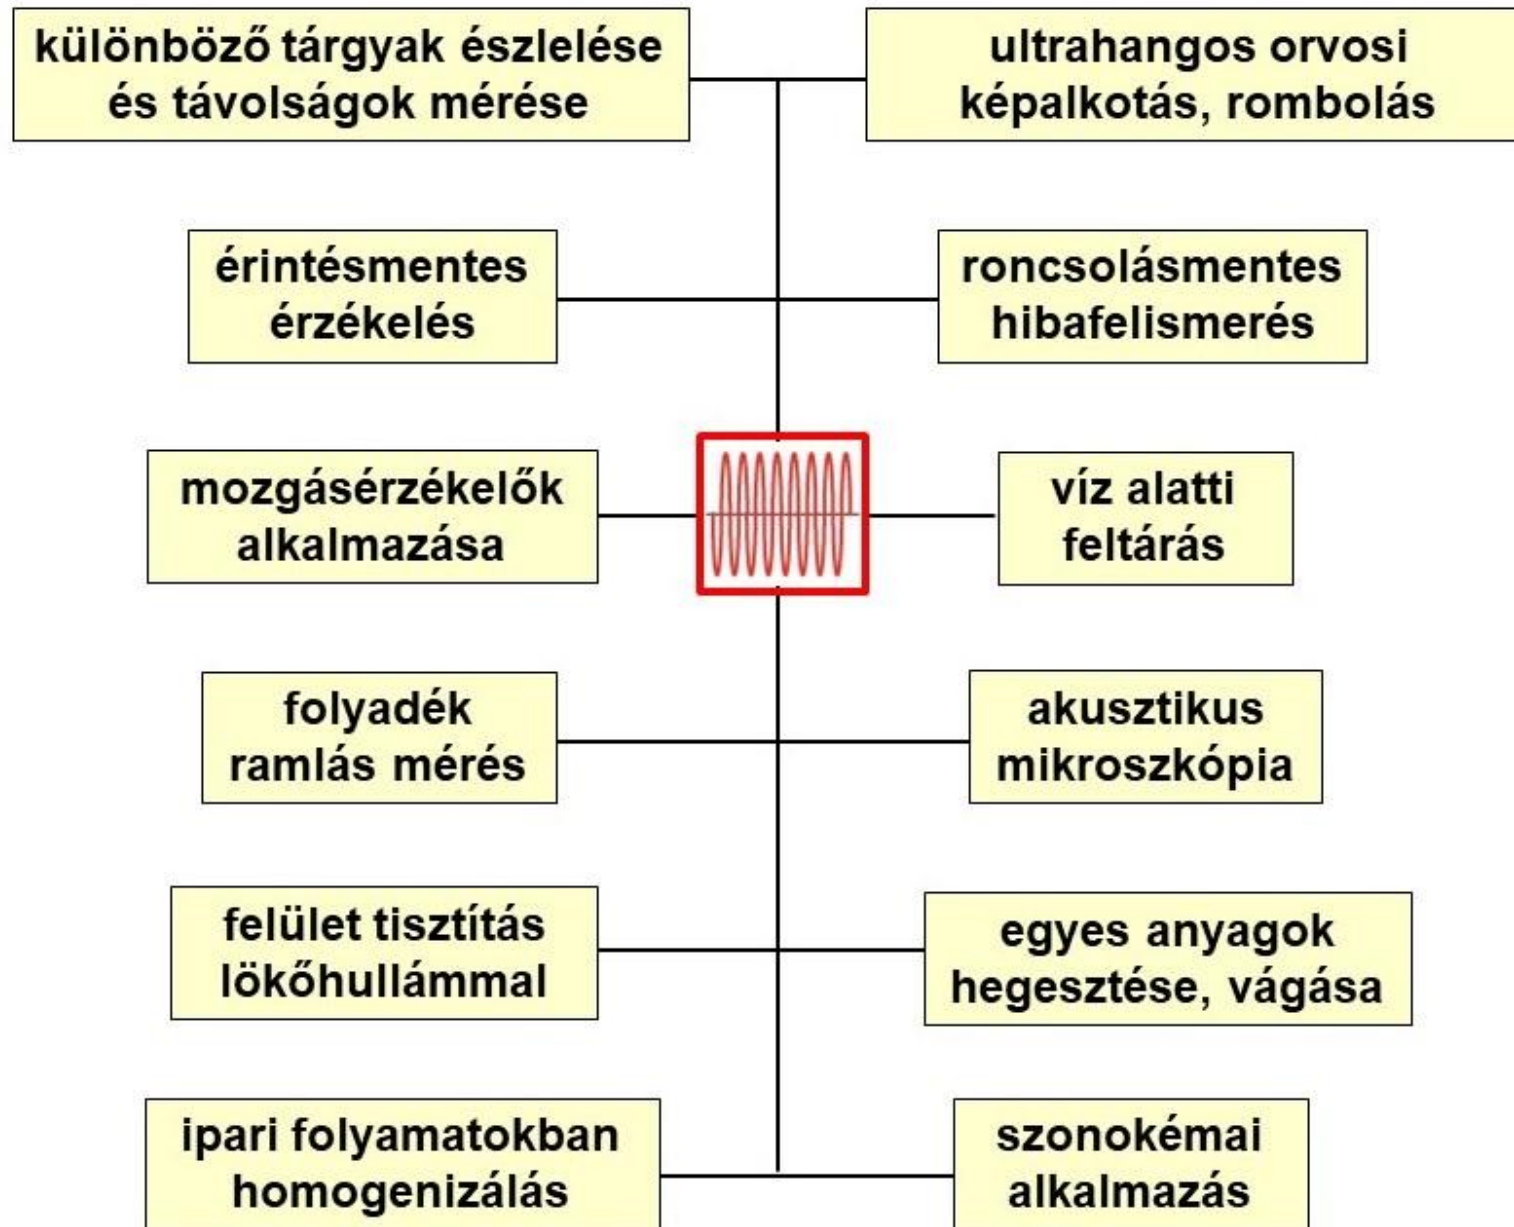 különböző tárgyak észlelése
és távolságok mérése
ultrahangos orvosi
képalkotás, rombolás
érintésmentes
érzékelés
roncsolásmentes
hibafelismerés
mozgásérzékelők
alkalmazása
víz alatti
feltárás
folyadék
ramlás mérés
akusztikus
mikroszkópia
felület tisztítás
lökőhullámmal
egyes anyagok
hegesztése, vágása
ipari folyamatokban
homogenizálás
szonokémai
alkalmazás